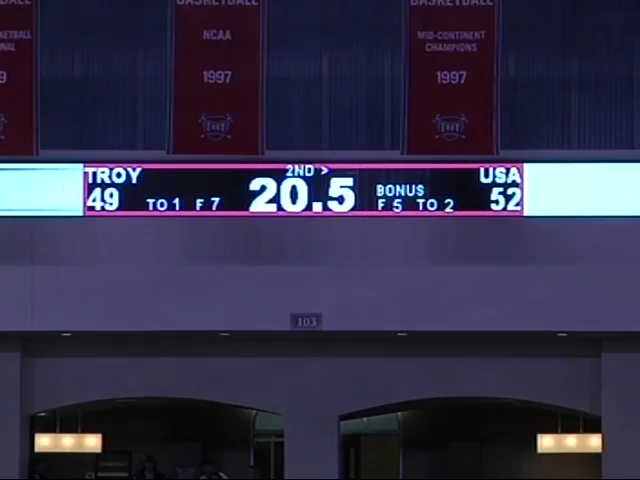 BASKETBALL
BASKETBALL
NCAA
MID-CONTINENT
CHAMPIONS
1997
1997
TROY
2ND >
USA
49
TO 1 F 7
20.5
BONUS
F 5 TO 2
52
103